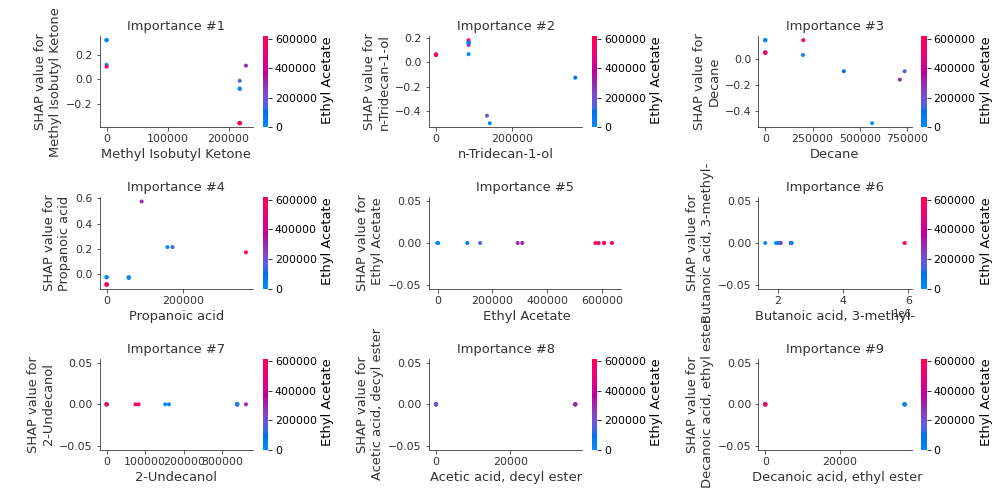 Importance #1
SHAP value for
Methyl Isobutyl Ketone
0.2
0.0
−0.2
0
100000
200000
Methyl Isobutyl Ketone
600000
400000
200000
0
Ethyl Acetate
Importance #2
SHAP value for
n-Tridecan-1-ol
0.2
0.0
−0.2
−0.4
0
200000
n-Tridecan-1-ol
600000
400000
200000
0
Ethyl Acetate
Importance #3
SHAP value for
Decane
0.0
−0.2
−0.4
0
250000
500000
750000
Decane
600000
400000
200000
0
Ethyl Acetate
Importance #4
SHAP value for
Propanoic acid
0.6
0.4
0.2
0.0
0
200000
Propanoic acid
600000
400000
200000
0
Ethyl Acetate
Importance #5
SHAP value for
Ethyl Acetate
0.05
0.00
−0.05
0
200000
400000
600000
Ethyl Acetate
Importance #6
SHAP value for
Butanoic acid, 3-methyl-
0.05
0.00
−0.05
2
4
6
1e6
Butanoic acid, 3-methyl-
600000
400000
200000
0
Ethyl Acetate
Importance #7
SHAP value for
2-Undecanol
0.05
0.00
−0.05
0
100000
200000
300000
2-Undecanol
600000
400000
200000
0
Ethyl Acetate
Importance #8
SHAP value for
Acetic acid, decyl ester
0.05
0.00
−0.05
0
20000
Acetic acid, decyl ester
600000
400000
200000
0
Ethyl Acetate
Importance #9
SHAP value for
Decanoic acid, ethyl ester
0.05
0.00
−0.05
0
20000
Decanoic acid, ethyl ester
600000
400000
200000
0
Ethyl Acetate